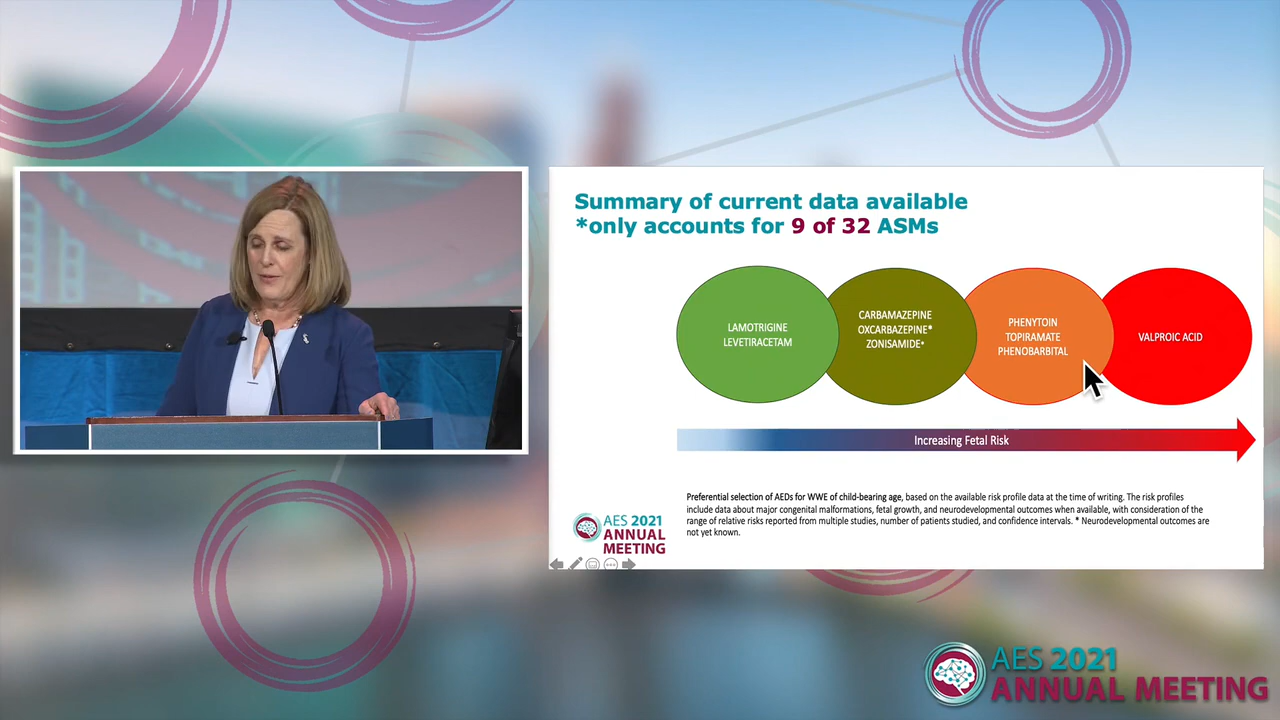 Summary of current data available
*only accounts for 9 of 32 ASMs
LAMOTRIGINE
LEVETIRACETAM
CARBAMAZEPINE
OXCARBAZEPINE*
ZONISAMIDE*
PHENYTOIN
TOPIRAMATE
PHENOBARBITAL
VALPROIC ACID
Increasing Fetal Risk
Preferential selection of AEDs for WWE of child-bearing age, based on the available risk profile data at the time of writing. The risk profiles
include data about major congenital malformations, fetal growth, and neurodevelopmental outcomes when available, with consideration of the
range of relative risks reported from multiple studies, number of patients studied, and confidence intervals. * Neurodevelopmental outcomes are
not yet known.
AES 2021
ANNUAL
MEETING
AES 2021
ANNUAL MEETING